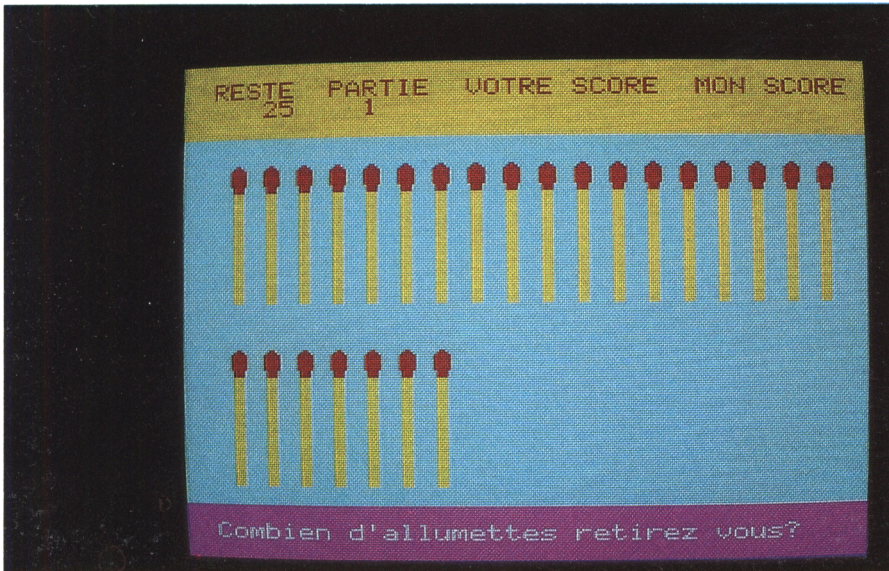 RESTE PARTIE VOTRE SCORE MON SCORE
25 1
Combien d'allumettes retirez vous?